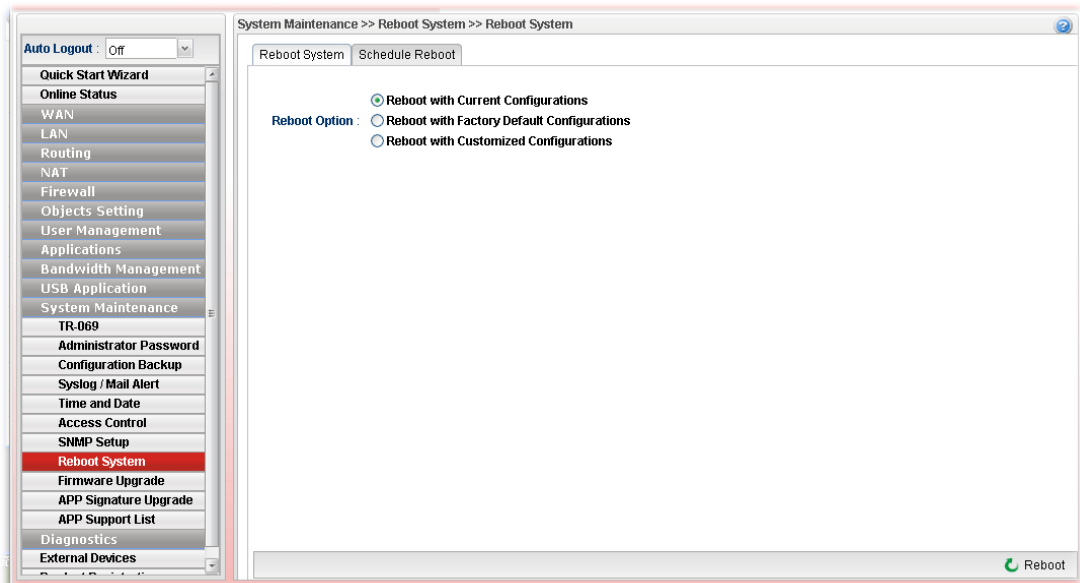 System Maintenance >> Reboot System >> Reboot System
Auto Logout : Off
Quick Start Wizard
Online Status
WAN
LAN
Routing
NAT
Firewall
Objects Setting
User Management
Applications
Bandwidth Management
USB Application
System Maintenance
TR-069
Administrator Password
Configuration Backup
Syslog / Mail Alert
Time and Date
Access Control
SNMP Setup
Reboot System
Firmware Upgrade
APP Signature Upgrade
APP Support List
Diagnostics
External Devices
Reboot System
Schedule Reboot
Reboot Option :
Reboot with Current Configurations
Reboot with Factory Default Configurations
Reboot with Customized Configurations
Reboot